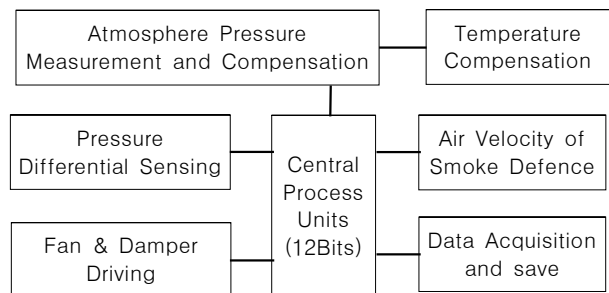 Atmosphere Pressure
Measurement and Compensation
Temperature
Compensation
Pressure
Differential Sensing
Central
Process
Units
(12Bits)
Air Velocity of
Smoke Defence
Fan & Damper
Driving
Data Acquisition
and save